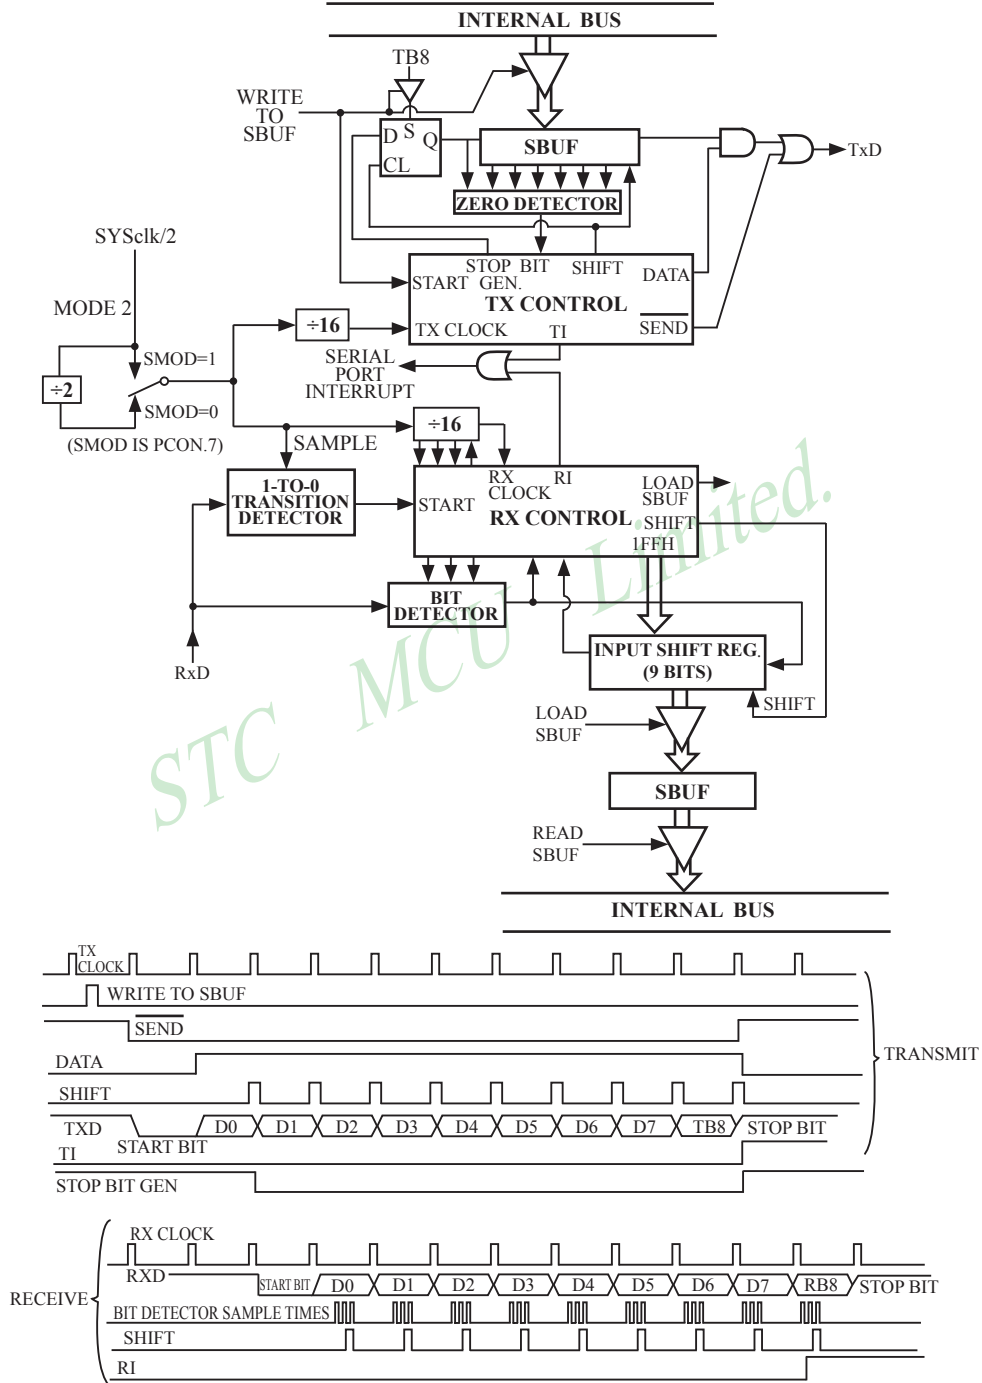 INTERNAL BUS
TB8
WRITE
TO
SBUF
D S Q
CL
SBUF
TxD
ZERO DETECTOR
SYSclk/2
STOP BIT
GEN.
SHIFT
DATA
START
TX CONTROL
MODE 2
÷16
TX CLOCK
TI
SEND
SERIAL
PORT
INTERRUPT
SMOD=1
÷2
SMOD=0
(SMOD IS PCON.7)
SAMPLE
÷16
1-TO-0
TRANSITION
DETECTOR
RX
CLOCK
RI
LOAD
SBUF
START
RX CONTROL
SHIFT
1FFH
BIT
DETECTOR
RxD
INPUT SHIFT REG.
(9 BITS)
SHIFT
LOAD
SBUF
SBUF
READ
SBUF
INTERNAL BUS
STC MCU Limited.
TX
CLOCK
WRITE TO SBUF
SEND
DATA
TRANSMIT
SHIFT
TXD
START BIT
D0 D1 D2 D3 D4 D5 D6 D7 TB8 STOP BIT
TI
STOP BIT GEN
RX CLOCK
RXD
START BIT D0 D1 D2 D3 D4 D5 D6 D7 RB8 STOP BIT
RECEIVE
BIT DETECTOR SAMPLE TIMES
SHIFT
RI